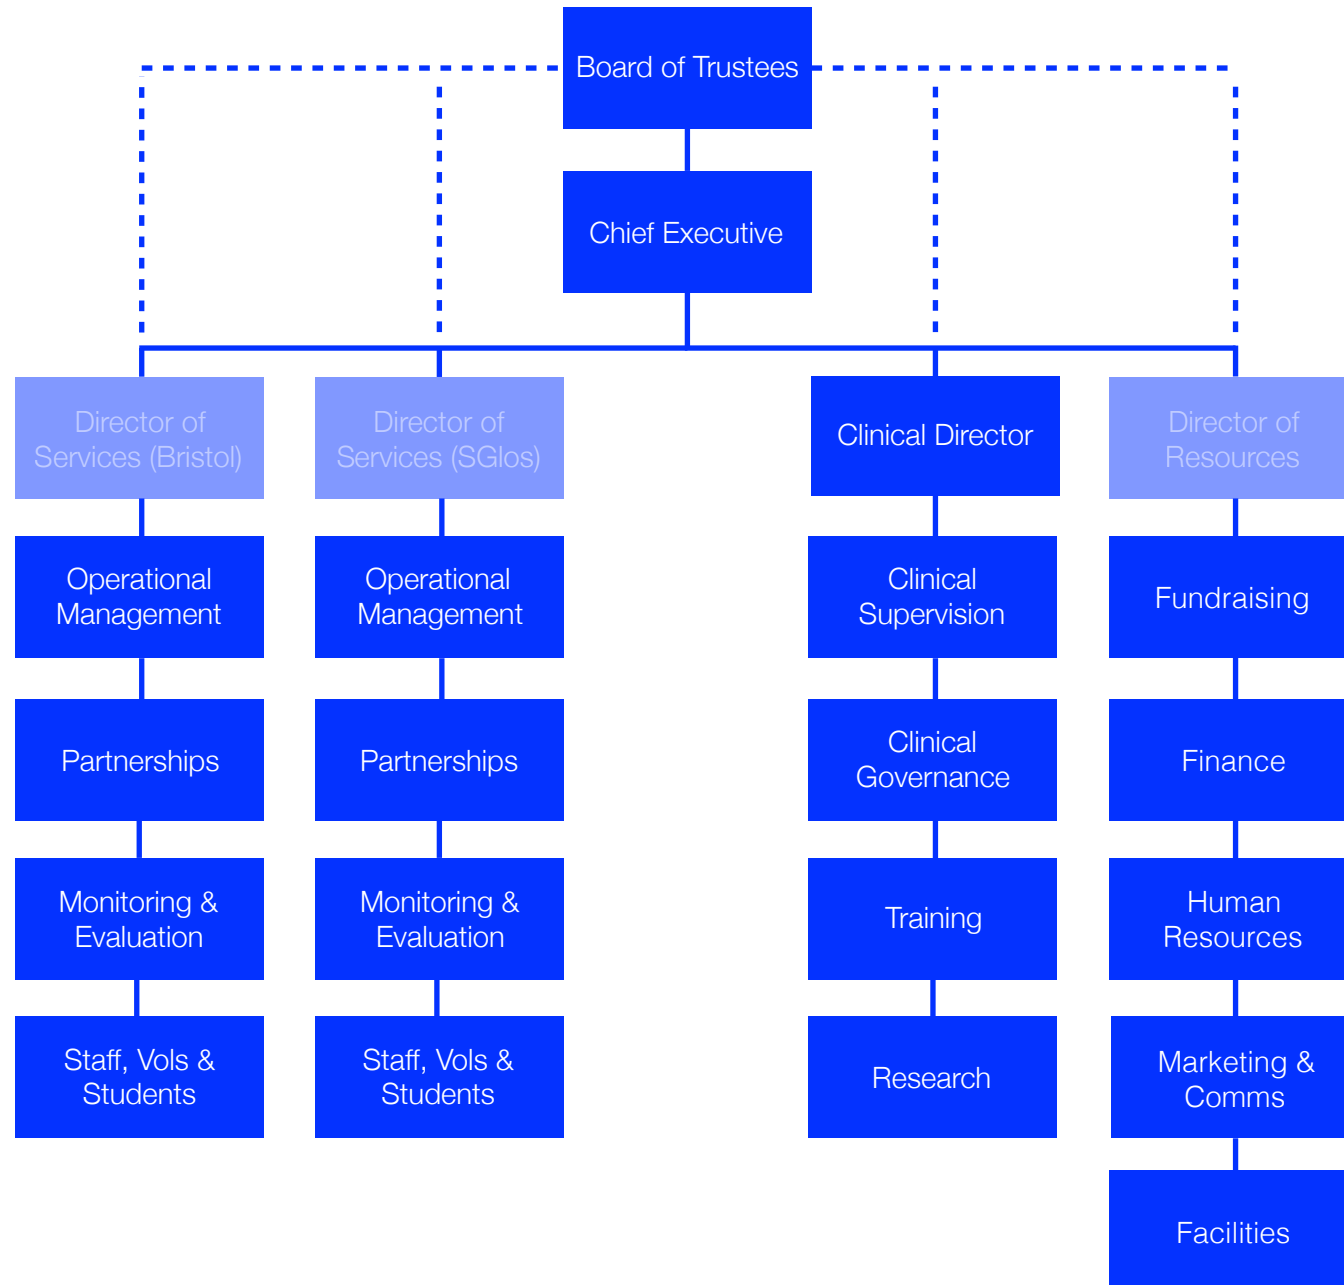 Board of Trustees
Chief Executive
Director of
Services (Bristol)
Director of
Services (SGlos)
Clinical Director
Director of
Resources
Operational
Management
Operational
Management
Clinical
Supervision
Fundraising
Partnerships
Partnerships
Clinical
Governance
Finance
Monitoring &
Evaluation
Monitoring &
Evaluation
Training
Human
Resources
Staff, Vols &
Students
Staff, Vols &
Students
Research
Marketing &
Comms
Facilities